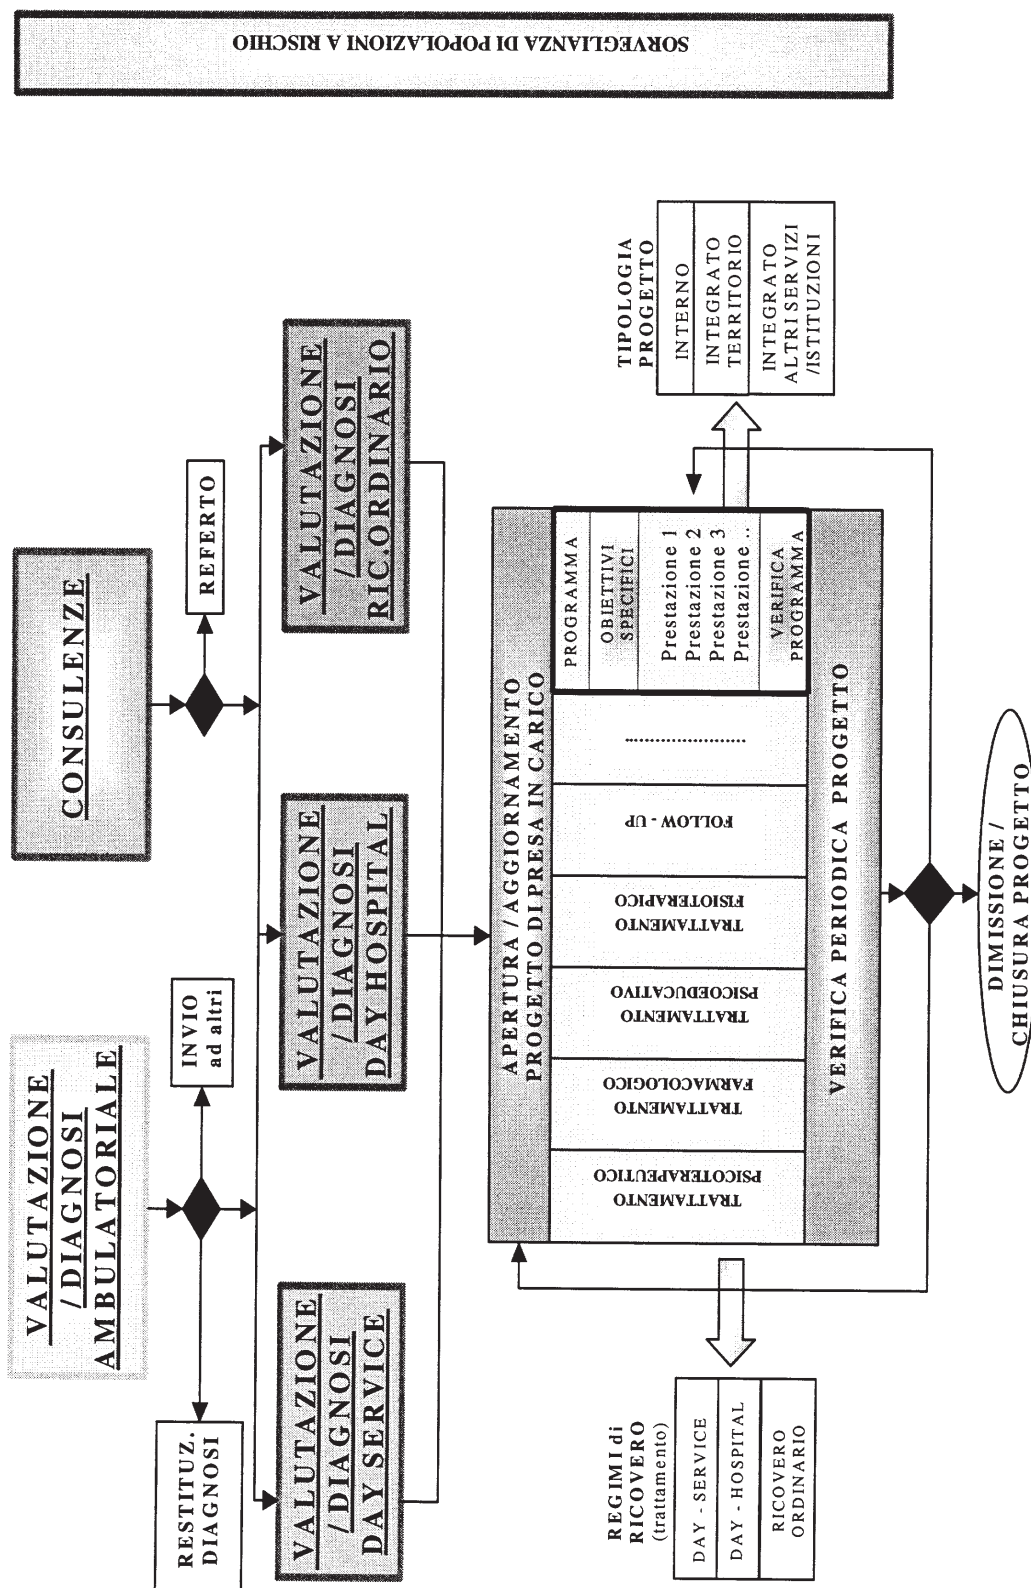 VALUTAZIONE
/DIAGNOSI
AMBULATORIALE
CONSULENZE
RESTITUZ.
DIAGNOSI
INVIO
ad altri
REFERTO
VALUTAZIONE
/DIAGNOSI
DAY SERVICE
VALUTAZIONE
/DIAGNOSI
DAY HOSPITAL
VALUTAZIONE
/DIAGNOSI
RIC.ORDINARIO
APERTURA / AGGIORNAMENTO
PROGETTO DI PRESA IN CARICO
TRATTAMENTO
PSICOTERAPEUTICO
TRATTAMENTO
FARMACOLOGICO
TRATTAMENTO
PSICOEDUCATIVO
TRATTAMENTO
FISIOTERAPICO
FOLLOW - UP
........................
PROGRAMMA
OBIETTIVI
SPECIFICI
Prestazione 1
Prestazione 2
Prestazione 3
Prestazione ..
VERIFICA
PROGRAMMA
VERIFICA PERIODICA PROGETTO
REGIMI di
RICOVERO
(trattamento)
DAY - SERVICE
DAY - HOSPITAL
RICOVERO
ORDINARIO
TIPOLOGIA
PROGETTO
INTERNO
INTEGRATO
TERRITORIO
INTEGRATO
ALTRI SERVIZI
/ISTITUZIONI
DIMISSIONE /
CHIUSURA PROGETTO
SORVEGLIANZA DI POPOLAZIONI A RISCHIO